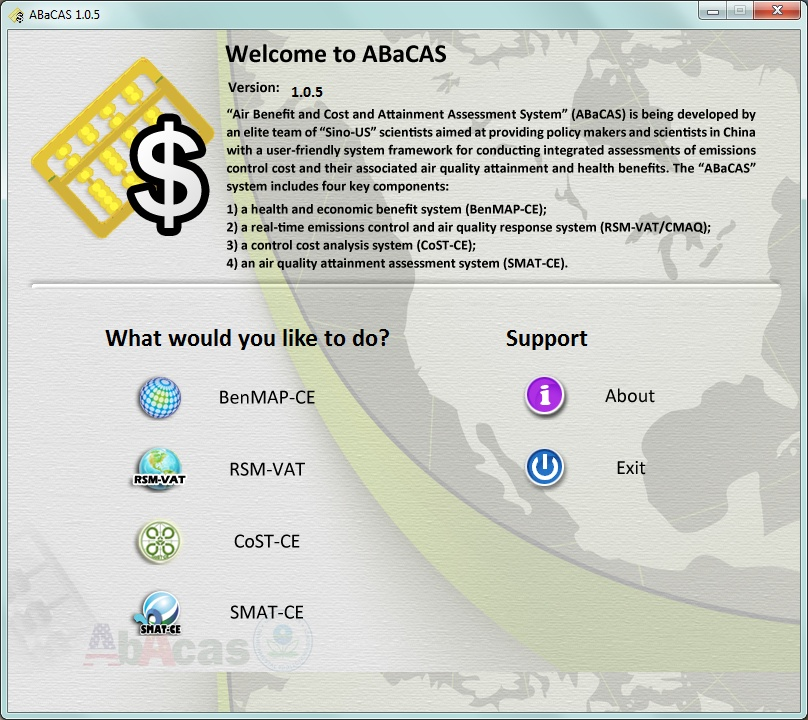 ABaCAS 1.0.5
Welcome to ABaCAS
Version: 1.0.5
“Air Benefit and Cost and Attainment Assessment System” (ABaCAS) is being developed by
an elite team of “Sino-US” scientists aimed at providing policy makers and scientists in China
with a user-friendly system framework for conducting integrated assessments of emissions
control cost and their associated air quality attainment and health benefits. The “ABaCAS”
system includes four key components:
1) a health and economic benefit system (BenMAP-CE);
2) a real-time emissions control and air quality response system (RSM-VAT/CMAQ);
3) a control cost analysis system (CoST-CE);
4) an air quality attainment assessment system (SMAT-CE).
$
What would you like to do?
Support
BenMAP-CE
About
RSM-VAT
RSM-VAT
Exit
CoST-CE
SMAT-CE
SMAT-CE
AbAcas